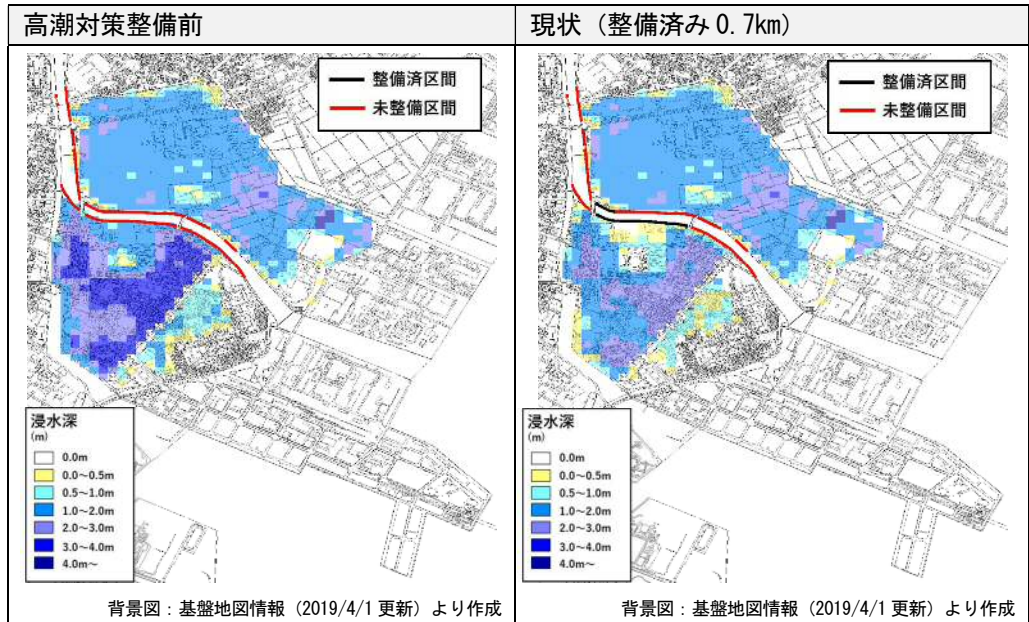 高潮対策整備前
現状（整備済み0.7km）
整備済区間
未整備区間
浸水深
(m)
0.0m
0.0～0.5m
0.5～1.0m
1.0～2.0m
2.0～3.0m
3.0～4.0m
4.0m～
背景図：基盤地図情報（2019/4/1更新）より作成
整備済区間
未整備区間
浸水深
(m)
0.0m
0.0～0.5m
0.5～1.0m
1.0～2.0m
2.0～3.0m
3.0～4.0m
4.0m～
背景図：基盤地図情報（2019/4/1更新）より作成